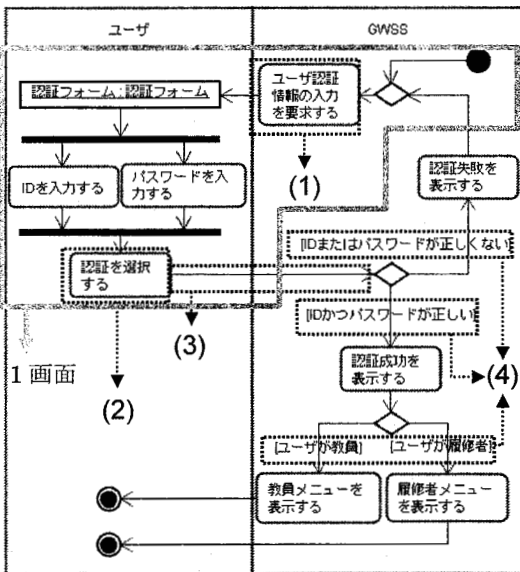 ユーザ
GWSS
認証フォーム:認証フォーム
ユーザ認証
情報の入力
を要求する
(1)
IDを入力する
パスワードを入
力する
認証失敗を
表示する
認証を選択
する
[IDまたはパスワードが正しくない]
[IDかつパスワードが正しい]
(3)
1画面
(2)
認証成功を
表示する
(4)
[ユーザが教員]
[ユーザが履修者]
教員メニューを
表示する
履修者メニュー
を表示する